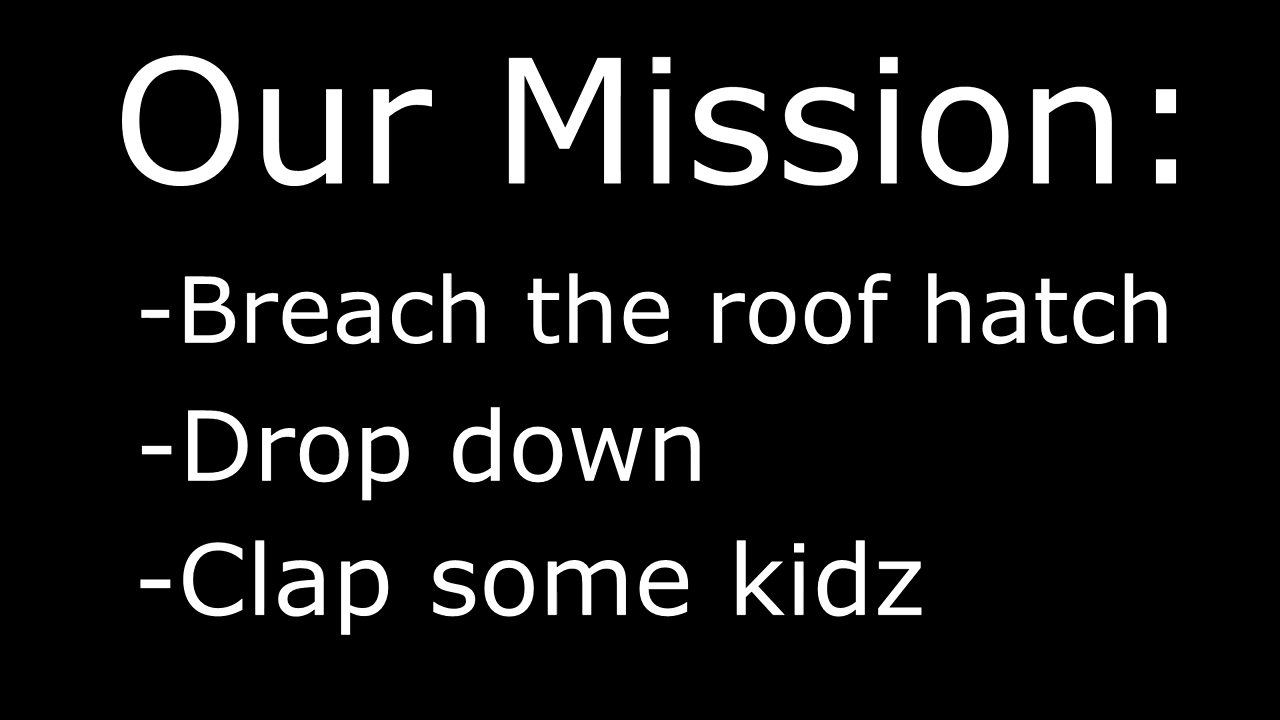 Our Mission:
-Breach the roof hatch
-Drop down
-Clap some kidz